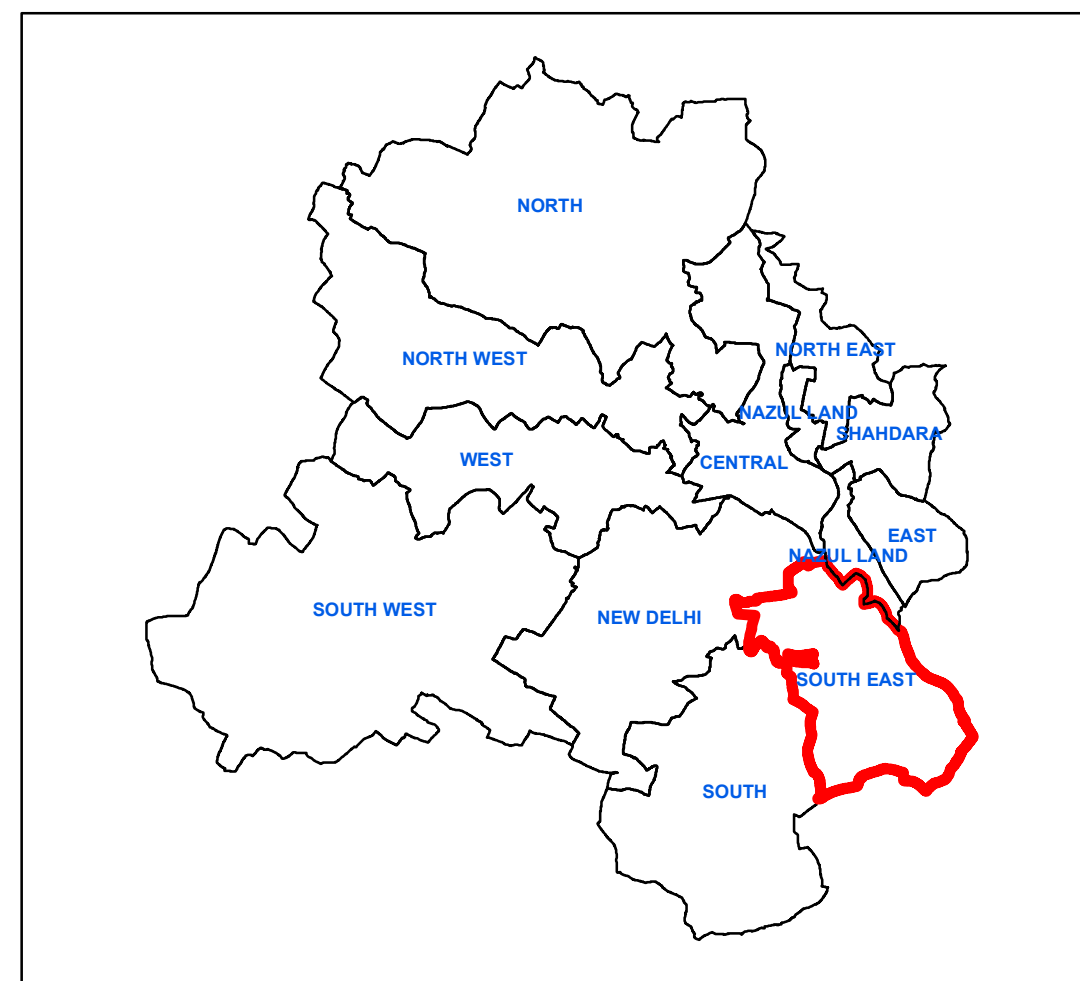 NORTH
NORTH EAST
NORTH WEST
NAZUL LAND
SHAHDARA
WEST
CENTRAL
EAST
NAZUL LAND
SOUTH WEST
NEW DELHI
SOUTH EAST
SOUTH